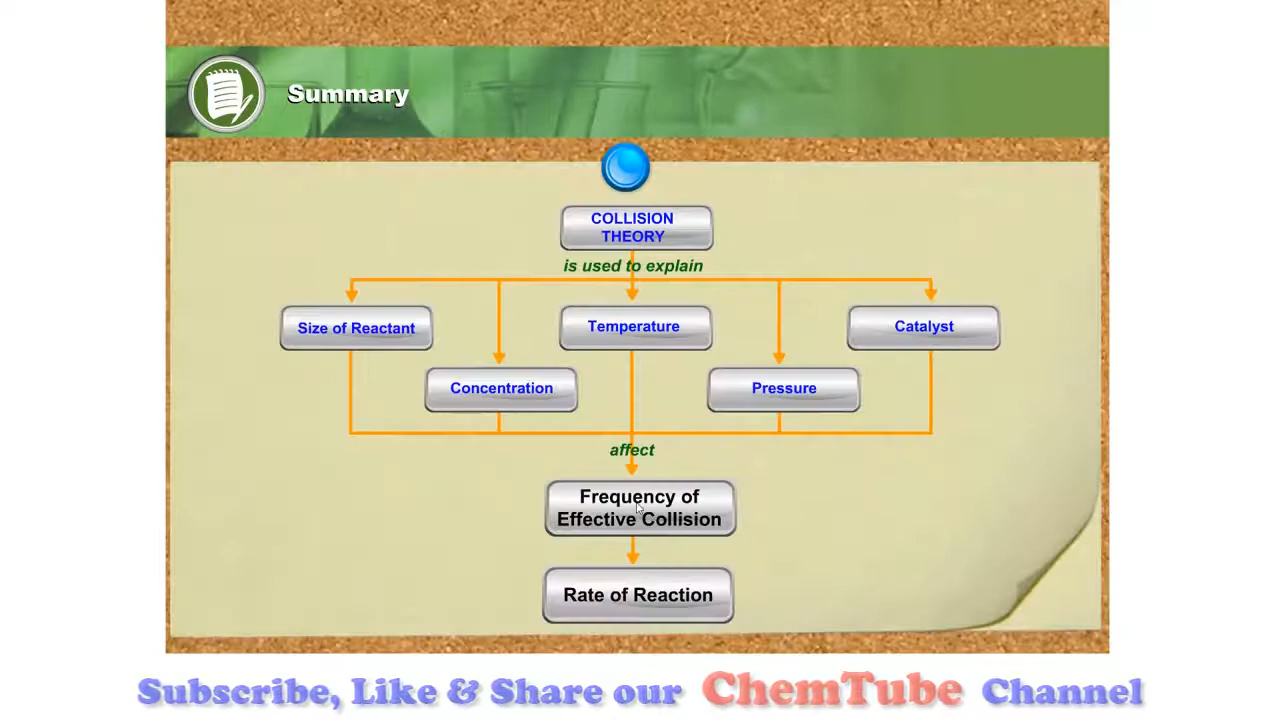 Summary
COLLISION
THEORY
is used to explain
Size of Reactant
Temperature
Catalyst
Concentration
Pressure
affect
Frequency of
Effective Collision
Rate of Reaction
Subscribe, Like & Share our ChemTube Channel